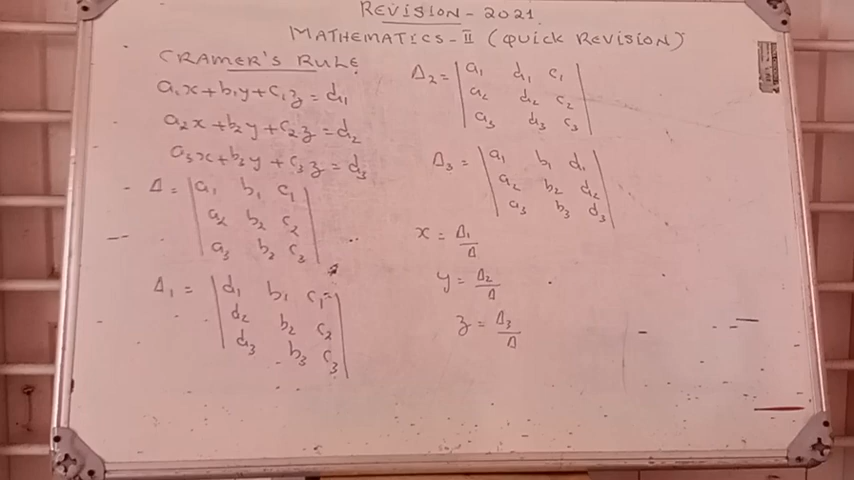 REVISION - 2021.
MATHEMATICS - II (QUICK REVISION)
CRAMER'S RULE
a₁x + b₁y + c₁z = d₁
a₂x + b₂y + c₂z = d₂
a₃x + b₃y + c₃z = d₃
Δ = | a₁ b₁ c₁ |
| a₂ b₂ c₂ |
| a₃ b₂ c₃ |
Δ₁ = | d₁ b₁ c₁ |
| d₂ b₂ c₂ |
| d₃ b₃ c₃ |
Δ₂ = | a₁ d₁ c₁ |
| a₂ d₂ c₂ |
| a₃ d₃ c₃ |
Δ₃ = | a₁ b₁ d₁ |
| a₂ b₂ d₂ |
| a₃ b₃ d₃ |
x = Δ₁/Δ
y = Δ₂/Δ
z = Δ₃/Δ